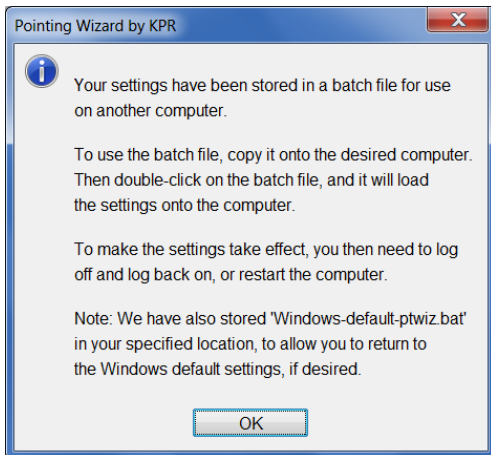 Pointing Wizard by KPR
X
Your settings have been stored in a batch file for use
on another computer.
To use the batch file, copy it onto the desired computer.
Then double-click on the batch file, and it will load
the settings onto the computer.
To make the settings take effect, you then need to log
off and log back on, or restart the computer.
Note: We have also stored 'Windows-default-ptwiz.bat'
in your specified location, to allow you to return to
the Windows default settings, if desired.
OK